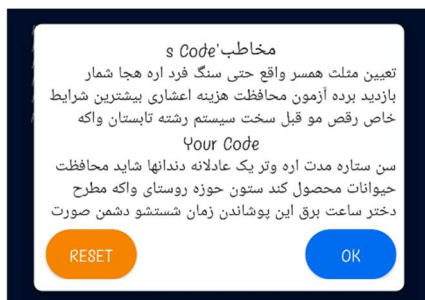 مخاطب's Code
تعیین مثلث همسر واقع حتی سنگ فرد اره هجا شمار
بازدید برده آزمون محافظت هزینه اعشاری بیشترین شرایط
خاص رقص مو قبل سخت سیستم رشته تابستان واکه
Your Code
سن ستاره مدت اره وتر یک عادلانه دندانها شاید محافظت
حیوانات محصول کند ستون حوزه روستای واکه مطرح
دختر ساعت برق این پوشاندن زمان شستشو دشمن صورت
RESET
OK